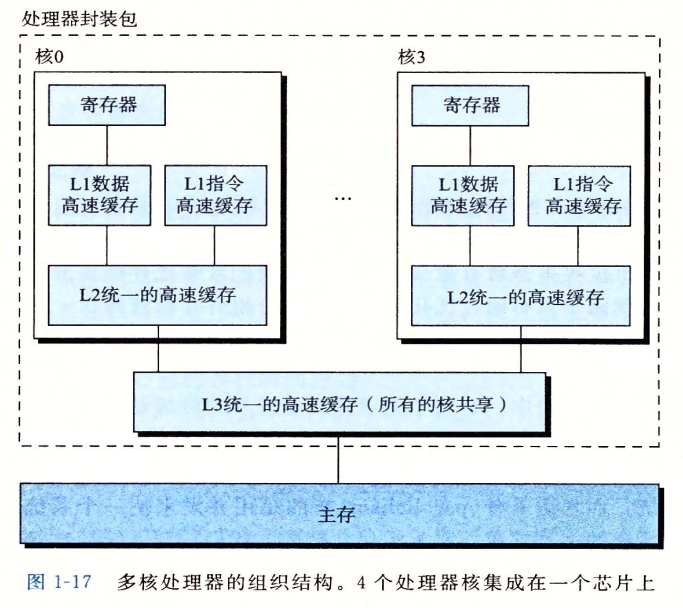 处理器封装包
核0
核3
寄存器
寄存器
L1数据
高速缓存
L1指令
高速缓存
…
L1数据
高速缓存
L1指令
高速缓存
L2统一的高速缓存
L2统一的高速缓存
L3统一的高速缓存（所有的核共享）
主存
图 1-17 多核处理器的组织结构。4 个处理器核集成在一个芯片上